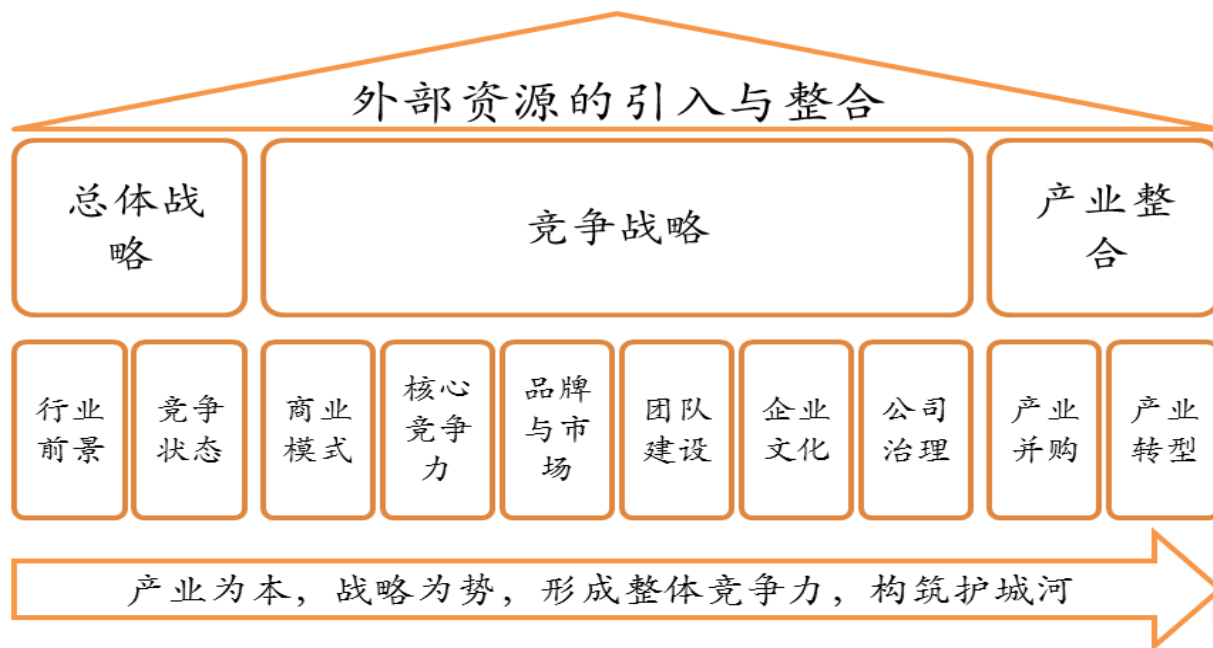 外部资源的引入与整合
总体战
略
竞争战略
产业整
合
行业
前景
竞争
状态
商业
模式
核心
竞争
力
品牌
与市
场
团队
建设
企业
文化
公司
治理
产业
并购
产业
转型
产业为本，战略为势，形成整体竞争力，构筑护城河